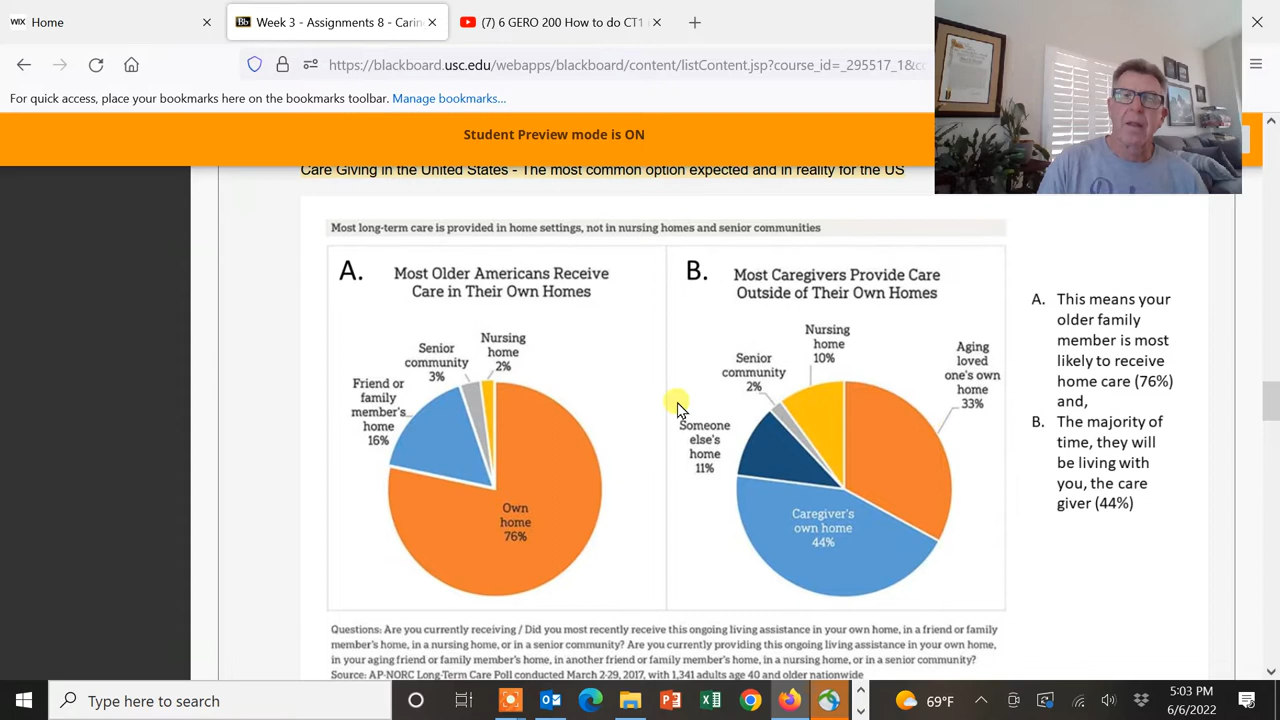 WIX Home
Bb Week 3 - Assignments 8 - Carin
(7) 6 GERO 200 How to do CT1
https://blackboard.usc.edu/webapps/blackboard/content/listContent.jsp?course_id=_295517_1&c
For quick access, place your bookmarks here on the bookmarks toolbar. Manage bookmarks...
Student Preview mode is ON
Care Giving in the United States - The most common option expected and in reality for the US
Most long-term care is provided in home settings, not in nursing homes and senior communities
A.
Most Older Americans Receive
Care in Their Own Homes
Nursing
home
2%
Senior
community
3%
Friend or
family
member's
home
16%
Own
home
76%
B.
Most Caregivers Provide Care
Outside of Their Own Homes
Nursing
home
10%
Senior
community
2%
Aging
loved
one's own
home
33%
Someone
else's
home
11%
Caregiver's
own home
44%
A. This means your
older family
member is most
likely to receive
home care (76%)
and,
B. The majority of
time, they will
be living with
you, the care
giver (44%)
Questions: Are you currently receiving / Did you most recently receive this ongoing living assistance in your own home, in a friend or family
member's home, in a nursing home, or in a senior community? Are you currently providing this ongoing living assistance in your own home,
in your aging friend or family member's home, in another friend or family member's home, in a nursing home, or in a senior community?
Source: AP-NORC Long-Term Care Poll conducted March 2-29, 2017, with 1,341 adults age 40 and older nationwide
Type here to search
69°F
5:03 PM
6/6/2022